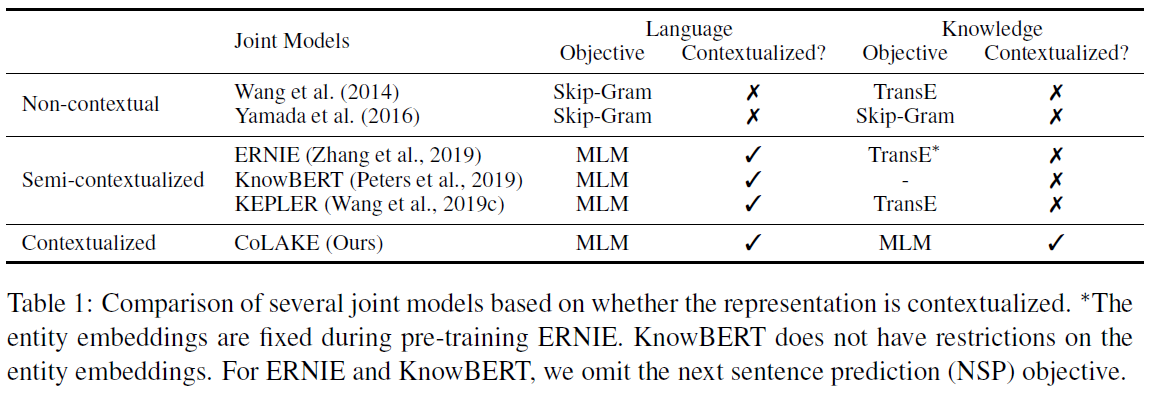 Joint Models Language Knowledge
Objective Contextualized? Objective Contextualized?
Non-contextual Wang et al. (2014) Skip-Gram ✗ TransE ✗
Yamada et al. (2016) Skip-Gram ✗ Skip-Gram ✗
Semi-contextualized ERNIE (Zhang et al., 2019) MLM ✓ TransE* ✗
KnowBERT (Peters et al., 2019) MLM ✓ - ✗
KEPLER (Wang et al., 2019c) MLM ✓ TransE ✗
Contextualized CoLAKE (Ours) MLM ✓ MLM ✓
Table 1: Comparison of several joint models based on whether the representation is contextualized. *The
entity embeddings are fixed during pre-training ERNIE. KnowBERT does not have restrictions on the
entity embeddings. For ERNIE and KnowBERT, we omit the next sentence prediction (NSP) objective.